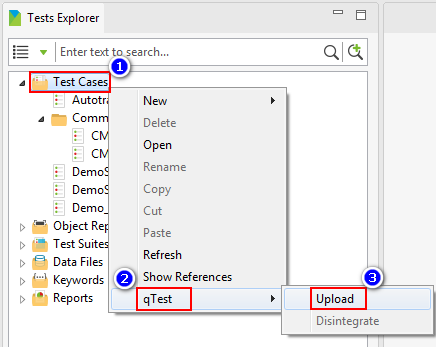 Tests Explorer
Enter text to search...
1
Test Cases
Autotra
Comm
CM
CM
DemoS
DemoS
Demo_
Object Rep
Test Suites
Data Files
Keywords
Reports
New
Delete
Open
Rename
Copy
Cut
Paste
Refresh
Show References
2
qTest
3
Upload
Disintegrate